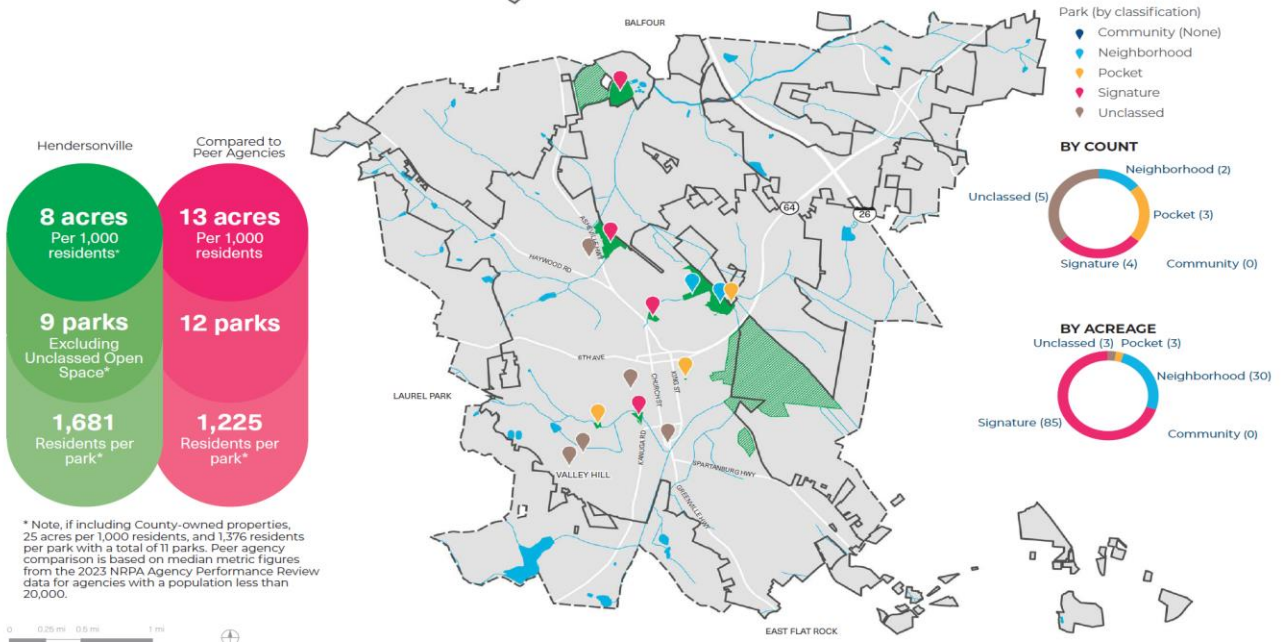 Hendersonville
8 acres
Per 1,000
residents*
9 parks
Excluding
Unclassed Open
Space*
1,681
Residents per
park*
Compared to
Peer Agencies
13 acres
Per 1,000
residents
12 parks
1,225
Residents per
park*
* Note, if including County-owned properties,
25 acres per 1,000 residents, and 1,376 residents
per park with a total of 11 parks. Peer agency
comparison is based on median metric figures
from the 2023 NRPA Agency Performance Review
data for agencies with a population less than
20,000.
0 0.25 mi 0.5 mi 1 mi
BALFOUR
64
26
ASHEVILLE HWY
HAYWOOD RD
6TH AVE
CHURCH ST
KING ST
LAUREL PARK
KANUGA RD
VALLEY HILL
SPARTANBURG HWY
GREENVILLE HWY
EAST FLAT ROCK
Park (by classification)
Community (None)
Neighborhood
Pocket
Signature
Unclassed
BY COUNT
Neighborhood (2)
Unclassed (5)
Pocket (3)
Signature (4) Community (0)
BY ACREAGE
Unclassed (3) Pocket (3)
Neighborhood (30)
Signature (85)
Community (0)